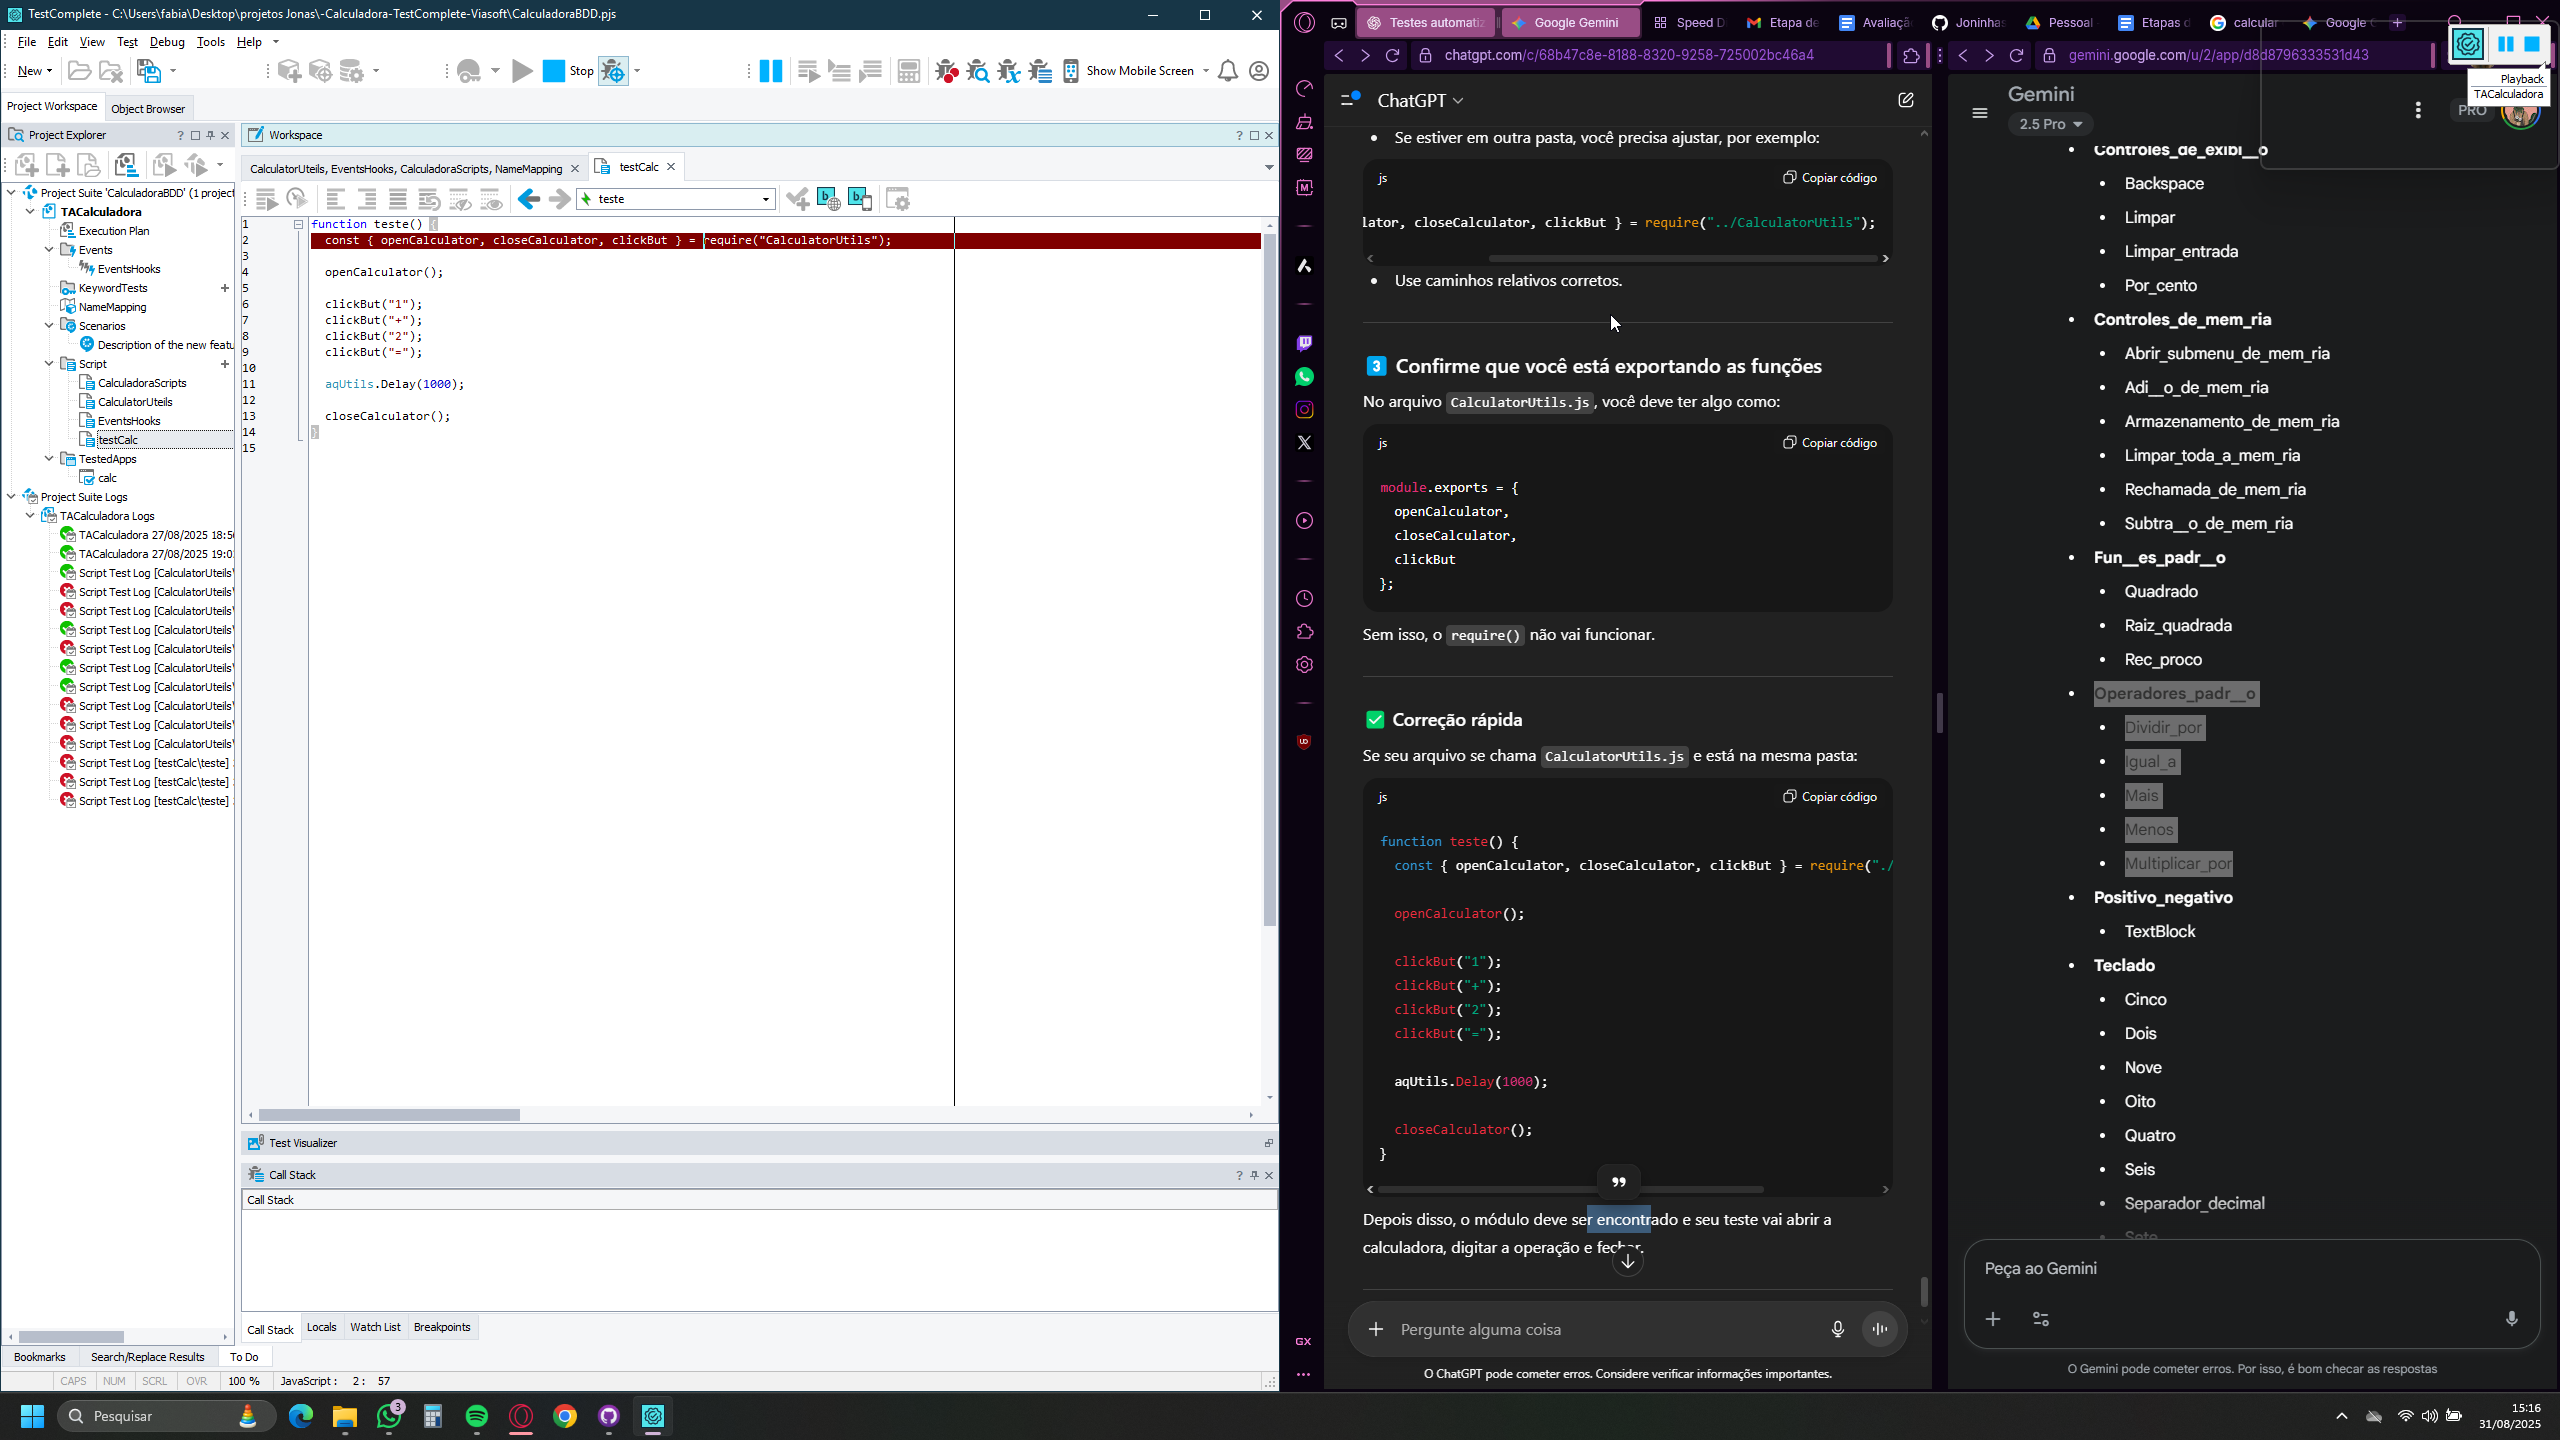 TestComplete - C:\Users\fabia\Desktop\projetos Jonas\-Calculadora-TestComplete-Viasoft\CalculadoraBDD.pjs
File Edit View Test Debug Tools Help
New
Stop
Show Mobile Screen
Project Workspace
Object Browser
Project Explorer
Project Suite 'CalculadoraBDD' (1 project
TACalculadora
Execution Plan
Events
EventsHooks
KeywordTests
NameMapping
Scenarios
Description of the new featu
Script
CalculadoraScripts
CalculatorUteils
EventsHooks
testCalc
TestedApps
calc
Project Suite Logs
TACalculadora Logs
TACalculadora 27/08/2025 18:5
TACalculadora 27/08/2025 19:0
Script Test Log [CalculatorUteils\
Script Test Log [CalculatorUteils\
Script Test Log [CalculatorUteils\
Script Test Log [CalculatorUteils\
Script Test Log [CalculatorUteils\
Script Test Log [CalculatorUteils\
Script Test Log [CalculatorUteils\
Script Test Log [CalculatorUteils\
Script Test Log [CalculatorUteils\
Script Test Log [CalculatorUteils\
Script Test Log [testCalc\teste]
Script Test Log [testCalc\teste]
Script Test Log [testCalc\teste]
Workspace
CalculatorUteils, EventsHooks, CalculadoraScripts, NameMapping
testCalc
teste
1 function teste() {
2 const { openCalculator, closeCalculator, clickBut } = require("CalculatorUtils");
3
4 openCalculator();
5
6 clickBut("1");
7 clickBut("+");
8 clickBut("2");
9 clickBut("=");
10
11 aqUtils.Delay(1000);
12
13 closeCalculator();
14 }
15
Test Visualizer
Call Stack
Call Stack
Call Stack Locals Watch List Breakpoints
Bookmarks Search/Replace Results To Do
CAPS NUM SCRL OVR 100 % JavaScript: 2: 57
Testes automatiz
Google Gemini
Speed D
Etapa de
Avaliaçã
Joninha
Pessoal
Etapas d
calcular
Google
chatgpt.com/c/68b47c8e-8188-8320-9258-725002bc46a4
gemini.google.com/u/2/app/d8d8796333531d43
Playback
TACalculadora
ChatGPT
Se estiver em outra pasta, você precisa ajustar, por exemplo:
js
Copiar código
lator, closeCalculator, clickBut } = require("../CalculatorUtils");
Use caminhos relativos corretos.
3 Confirme que você está exportando as funções
No arquivo CalculatorUtils.js, você deve ter algo como:
js
Copiar código
module.exports = {
openCalculator,
closeCalculator,
clickBut
};
Sem isso, o require() não vai funcionar.
Correção rápida
Se seu arquivo se chama CalculatorUtils.js e está na mesma pasta:
js
Copiar código
function teste() {
const { openCalculator, closeCalculator, clickBut } = require("./
openCalculator();
clickBut("1");
clickBut("+");
clickBut("2");
clickBut("=");
aqUtils.Delay(1000);
closeCalculator();
}
Depois disso, o módulo deve ser encontrado e seu teste vai abrir a
calculadora, digitar a operação e fechar.
Pergunte alguma coisa
O ChatGPT pode cometer erros. Considere verificar informações importantes.
GX
Gemini
2.5 Pro
PRO
Controles_de_exibi__o
Backspace
Limpar
Limpar_entrada
Por_cento
Controles_de_mem_ria
Abrir_submenu_de_mem_ria
Adi__o_de_mem_ria
Armazenamento_de_mem_ria
Limpar_toda_a_mem_ria
Rechamada_de_mem_ria
Subtra__o_de_mem_ria
Fun__es_padr__o
Quadrado
Raiz_quadrada
Rec_proco
Operadores_padr__o
Dividir_por
Igual_a
Mais
Menos
Multiplicar_por
Positivo_negativo
TextBlock
Teclado
Cinco
Dois
Nove
Oito
Quatro
Seis
Separador_decimal
Sete
Peça ao Gemini
O Gemini pode cometer erros. Por isso, é bom checar as respostas
Pesquisar
3
15:16
31/08/2025